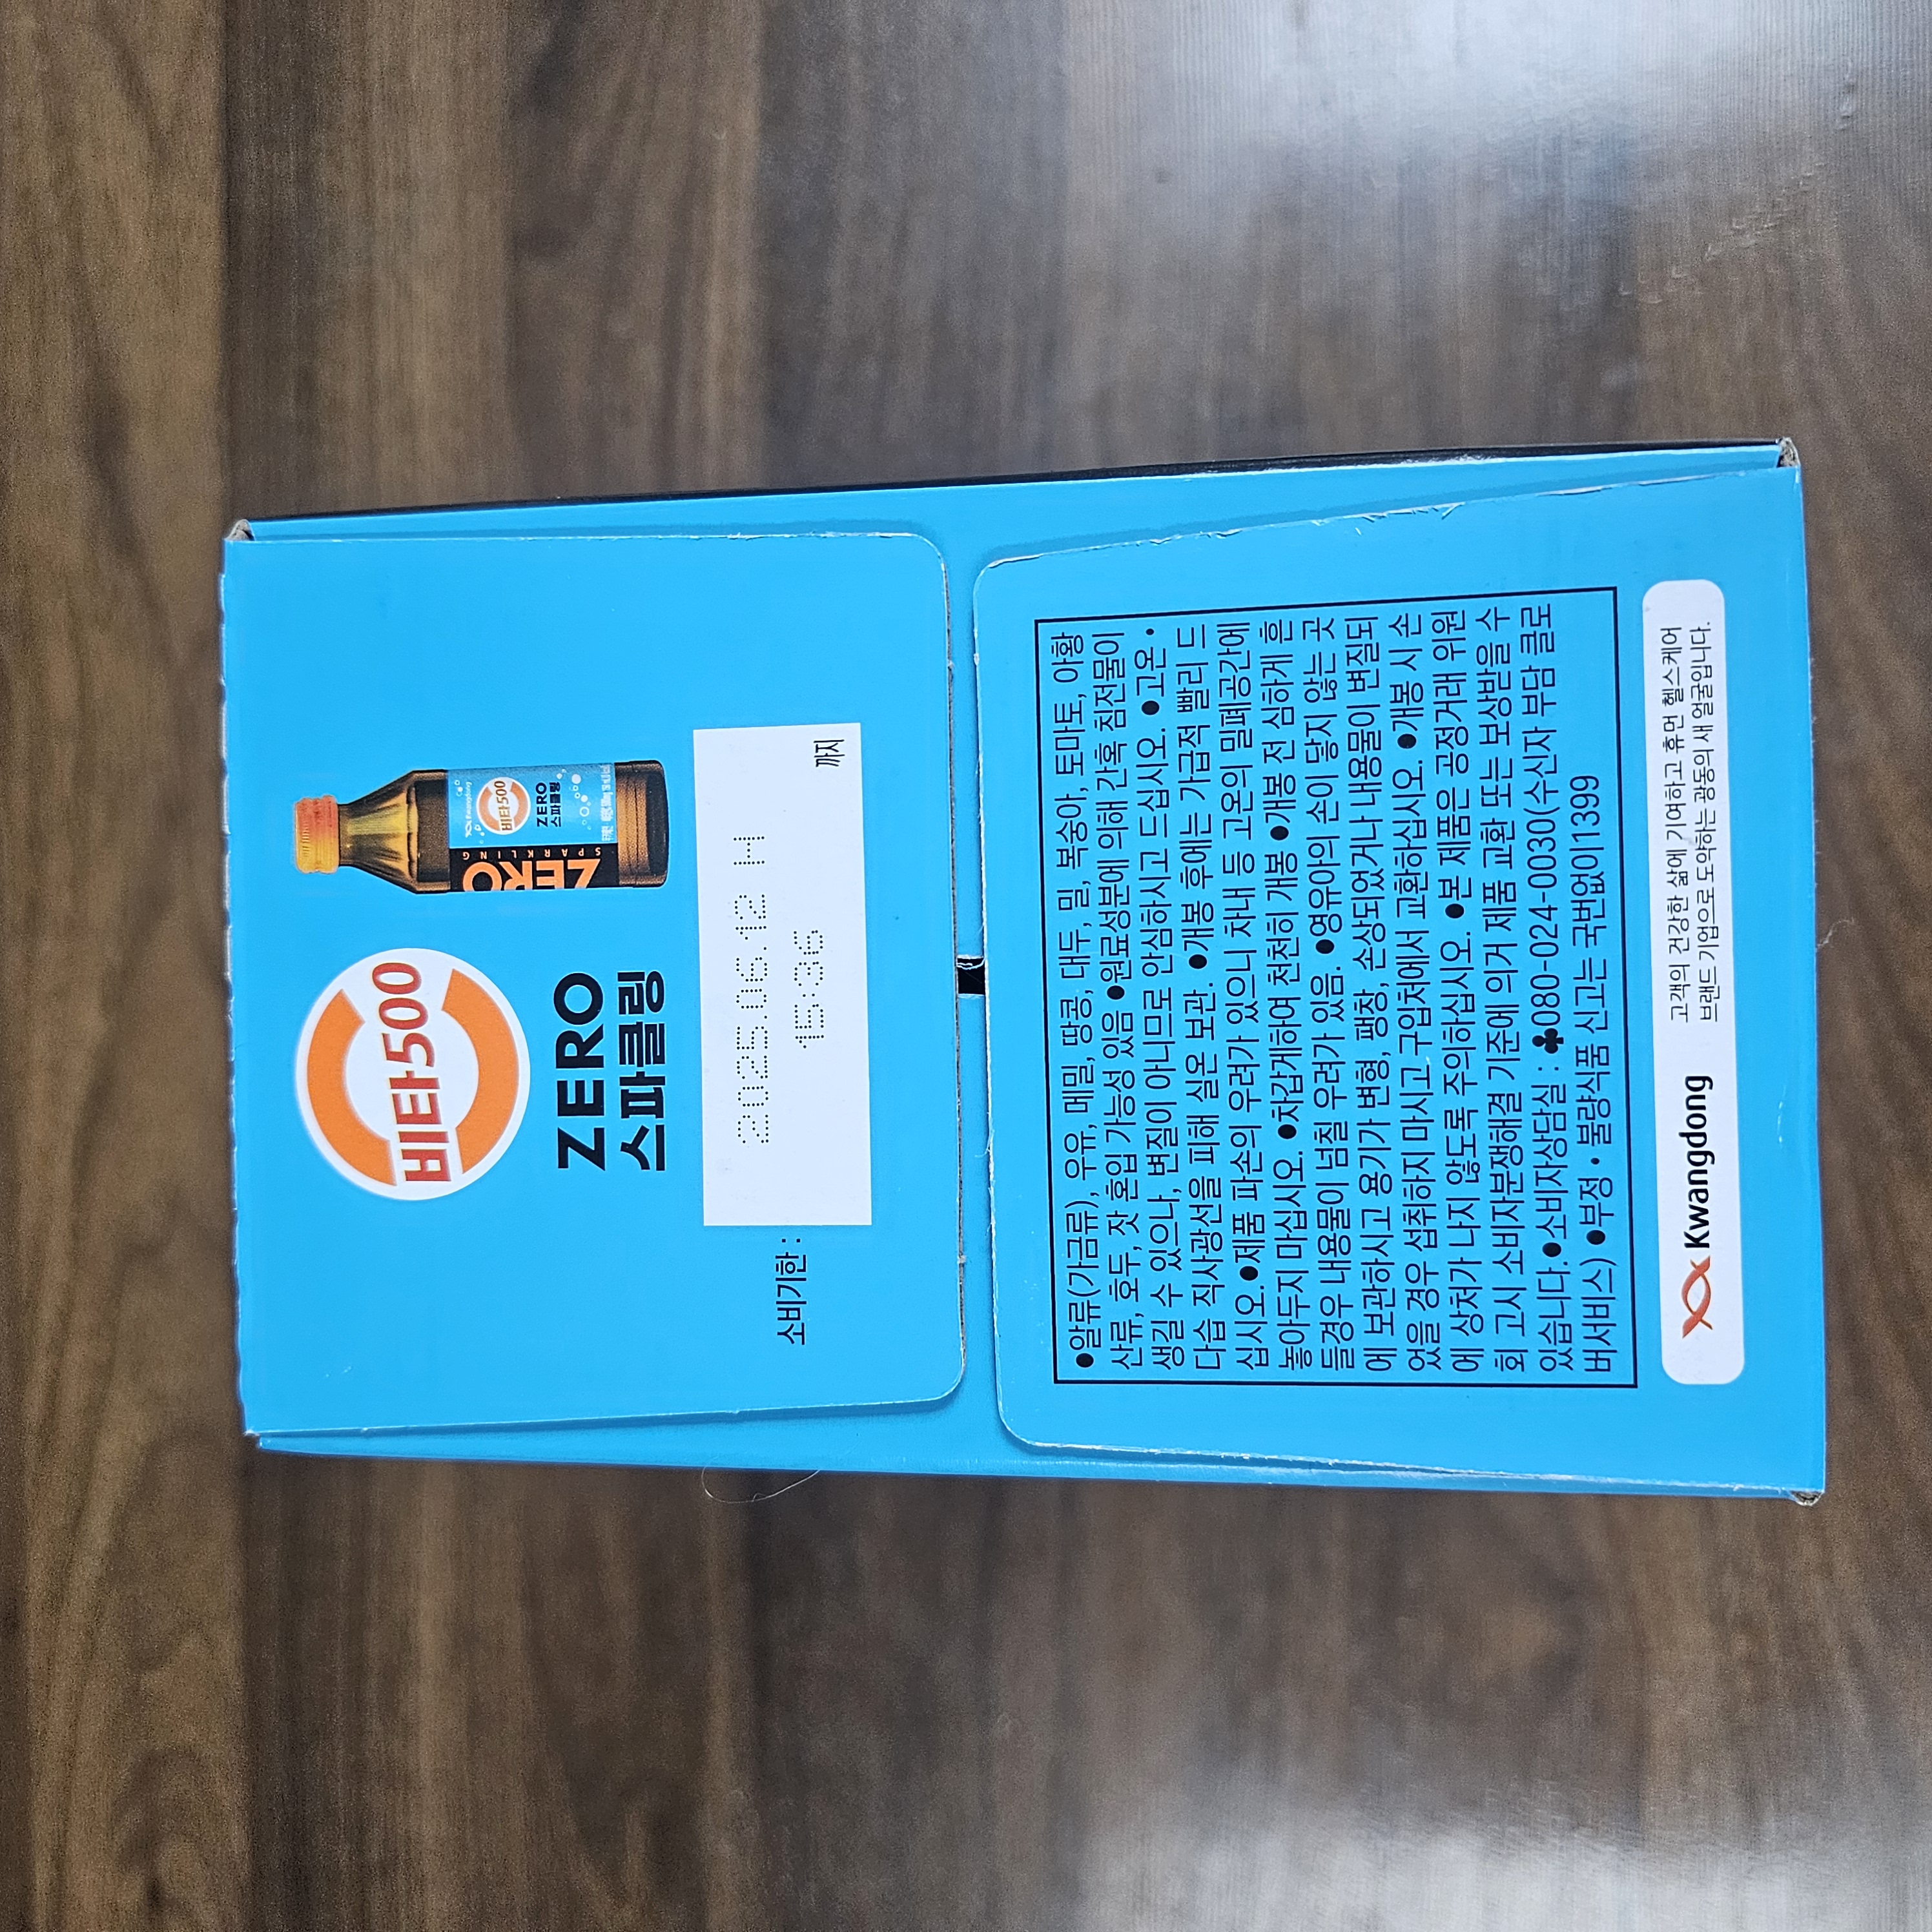 비타500
ZERO
스파클링
Kwangdong
비타500
ZERO
스파클링
ZERO
SPARKLING
소비기한 :
2025.06.12 H
15:36
까지
●알류(가금류), 우유, 메밀, 땅콩, 대두, 밀, 복숭아, 토마토, 아황
산류, 호두, 잣 혼입 가능성 있음 ●원료성분에 의해 간혹 침전물이
생길 수 있으나, 변질이 아니므로 안심하시고 드십시오. ●고온 •
다습 직사광선을 피해 실온 보관. ●개봉 후에는 가급적 빨리 드
십시오. ●제품 파손의 우려가 있으니 차내 등 고온의 밀폐공간에
놓아두지 마십시오. ●차갑게하여 천천히 개봉 ●개봉 전 심하게 흔
들경우 내용물이 넘칠 우려가 있음. ●영유아의 손이 닿지 않는 곳
에 보관하시고 용기가 변형, 팽창, 손상되었거나 내용물이 변질되
었을 경우 섭취하지 마시고 구입처에서 교환하십시오. ●개봉 시 손
에 상처가 나지 않도록 주의하십시오. ●본 제품은 공정거래 위원
회 고시 소비자분쟁해결 기준에 의거 제품 교환 또는 보상받을 수
있습니다.●소비자상담실 : ♣080-024-0030(수신자 부담 클로
버서비스) ●부정 • 불량식품 신고는 국번없이1399
Kwangdong
고객의 건강한 삶에 기여하고 휴먼 헬스케어
브랜드 기업으로 도약하는 광동의 새 얼굴입니다.